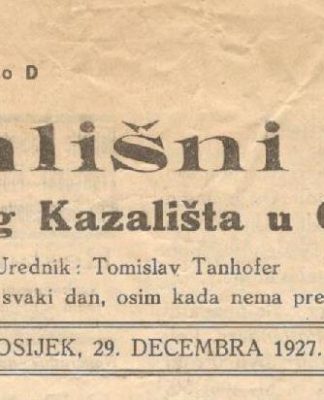 o D
ališni
g Kazališta u
Urednik: Tomislav Tanhofer
svaki dan, osim kada nema pre
OSIJEK, 29. DECEMBRA 1927.